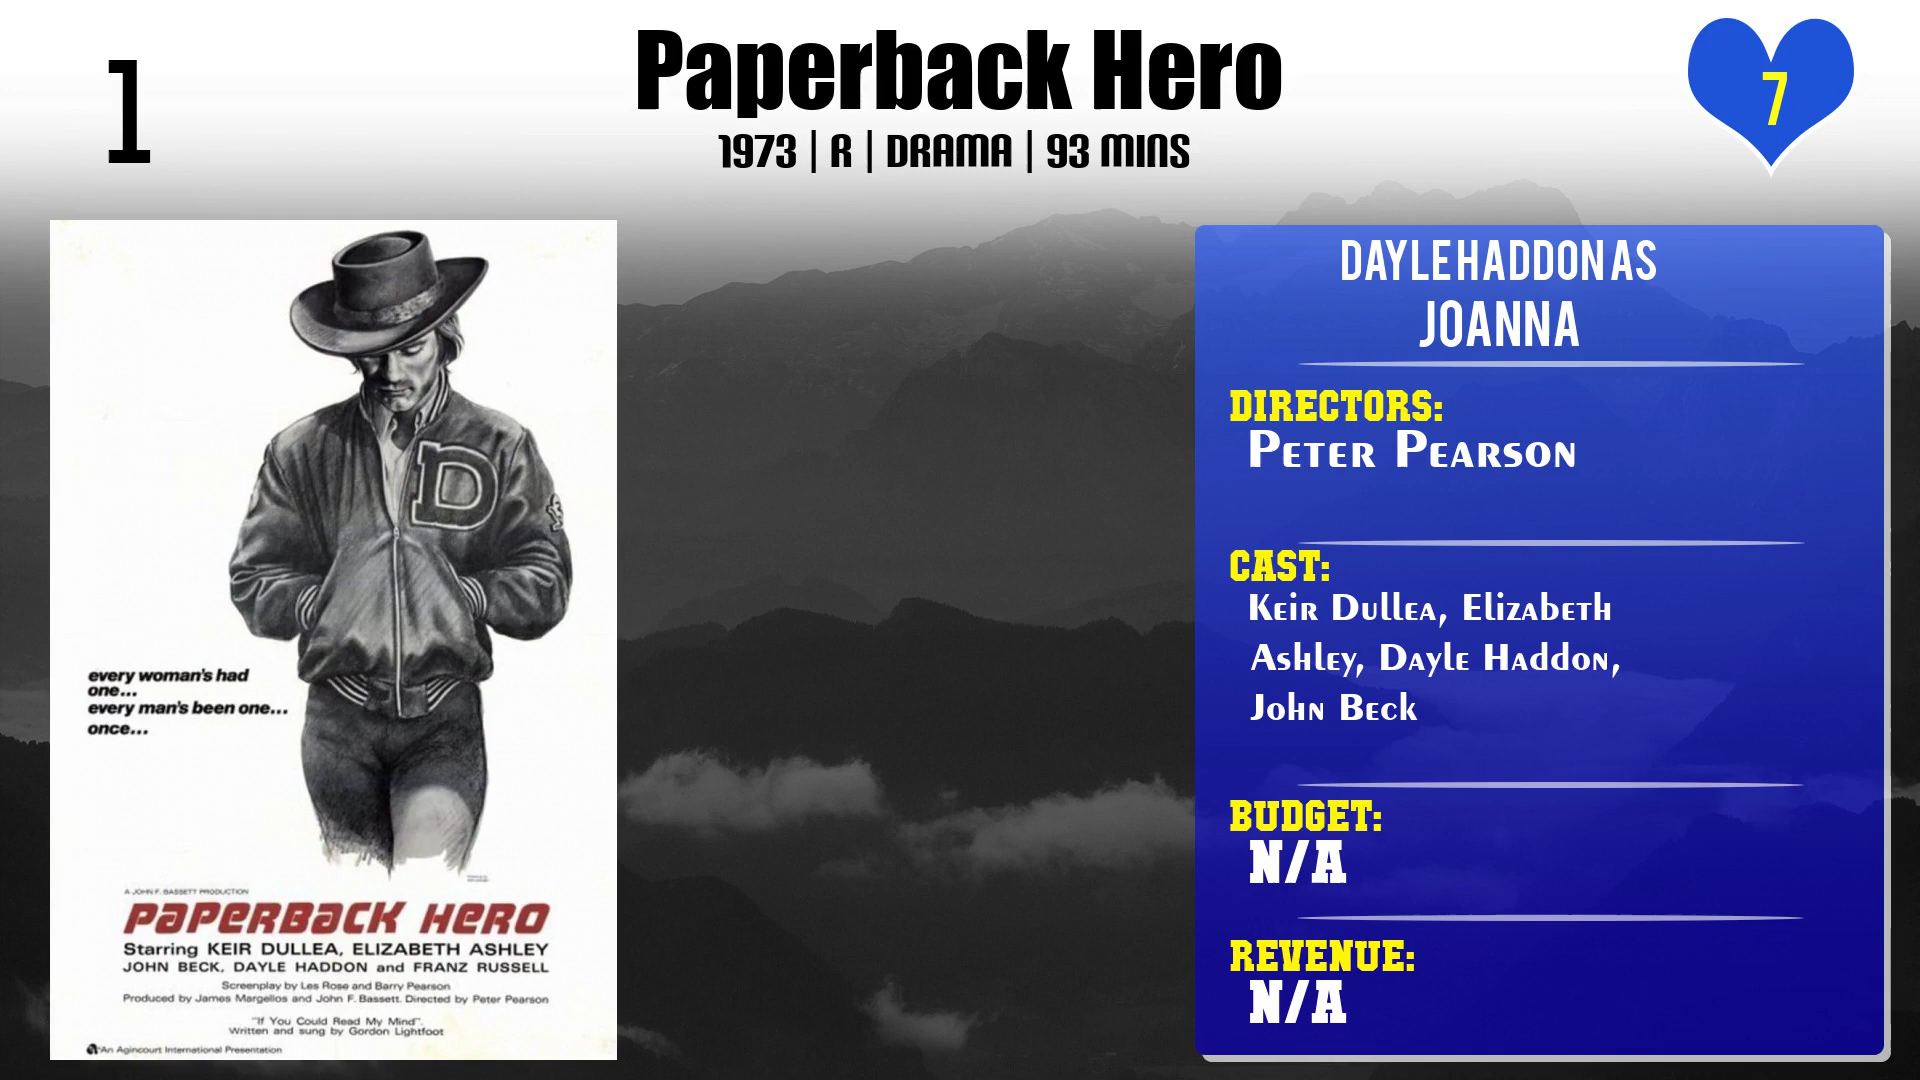 1
Paperback Hero
1973 | R | DRAMA | 93 MINS
7
D
every woman's had
one...
every man's been one...
once...
A JOHN F. BASSETT PRODUCTION
PAPERBACK HERO
Starring KEIR DULLEA, ELIZABETH ASHLEY
JOHN BECK, DAYLE HADDON and FRANZ RUSSELL
Screenplay by Les Rose and Barry Pearson
Produced by James Margellos and John F. Bassett. Directed by Peter Pearson
"If You Could Read My Mind".
Written and sung by Gordon Lightfoot
An Agincourt International Presentation
DAYLE HADDON AS
JOANNA
DIRECTORS:
PETER PEARSON
CAST:
Keir Dullea, Elizabeth
Ashley, Dayle Haddon,
John Beck
BUDGET:
N/A
REVENUE:
N/A